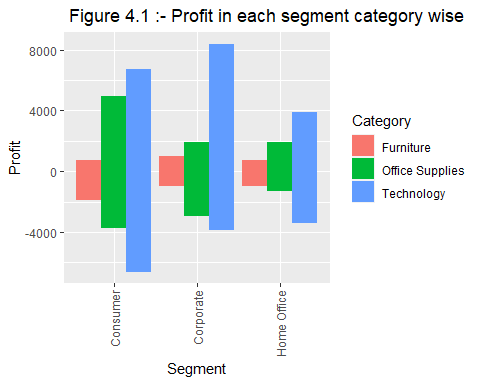 Figure 4.1 :- Profit in each segment category wise
8000
4000
0
-4000
Profit
Consumer
Corporate
Home Office
Segment
Category
Furniture
Office Supplies
Technology